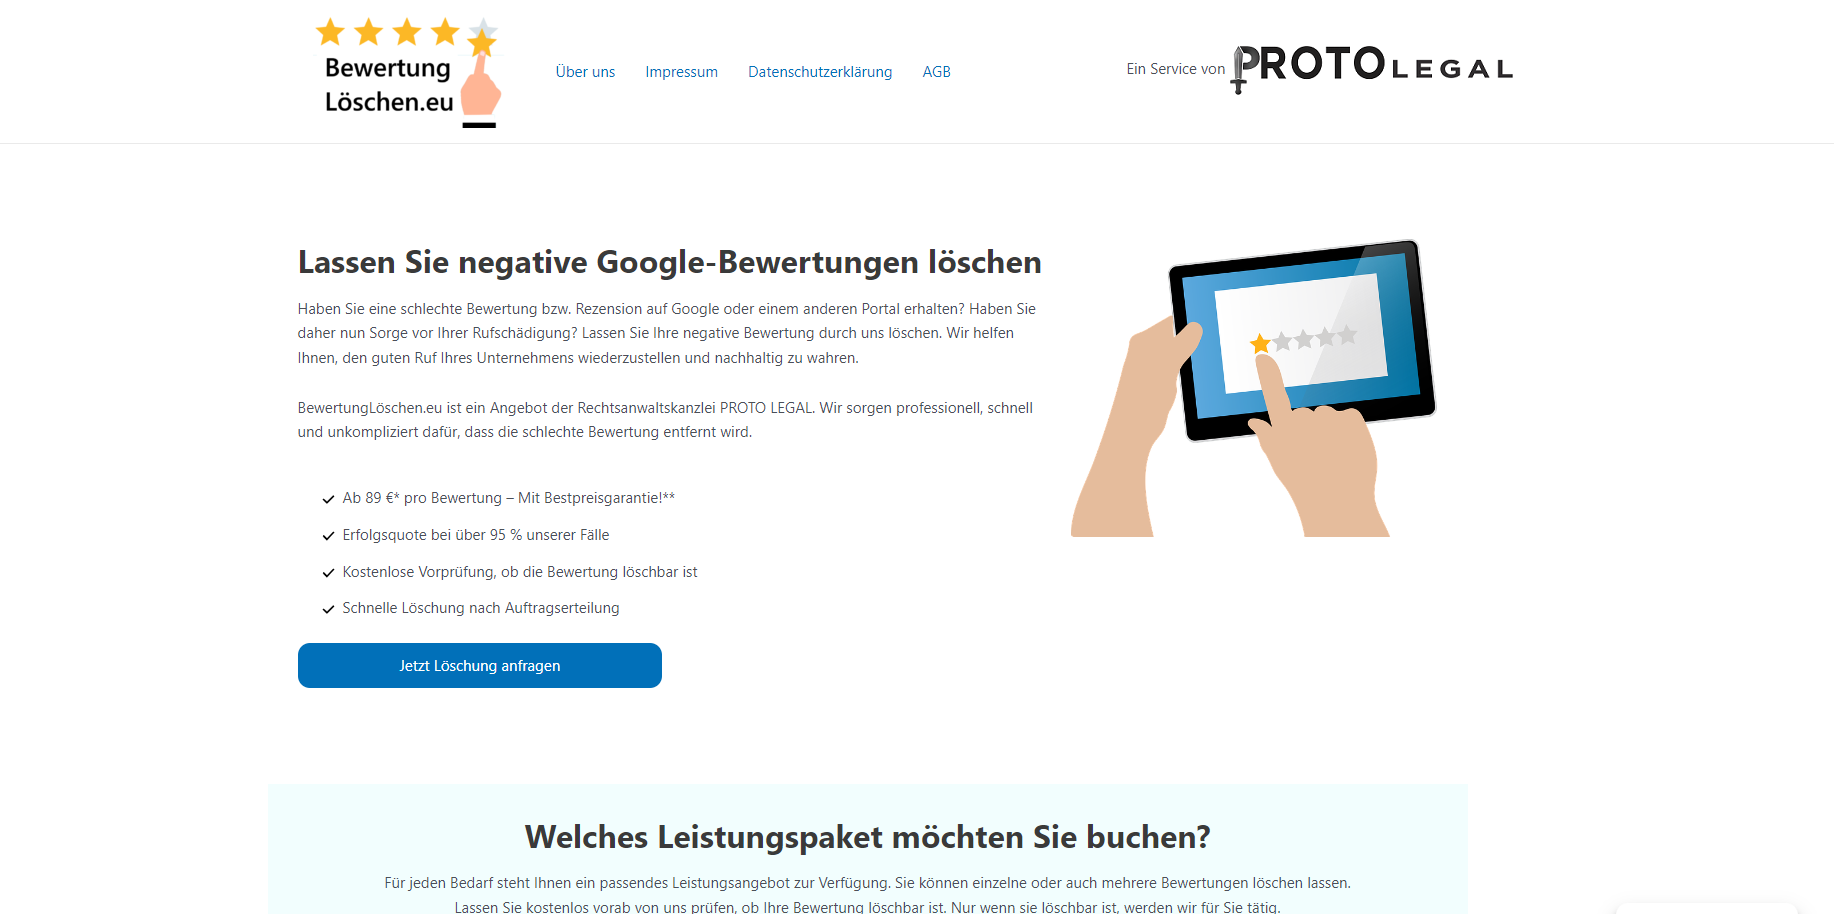 Bewertung
Löschen.eu
Über uns
Impressum
Datenschutzerklärung
AGB
Ein Service von
PROTO LEGAL
Lassen Sie negative Google-Bewertungen löschen
Haben Sie eine schlechte Bewertung bzw. Rezension auf Google oder einem anderen Portal erhalten? Haben Sie
daher nun Sorge vor Ihrer Rufschädigung? Lassen Sie Ihre negative Bewertung durch uns löschen. Wir helfen
Ihnen, den guten Ruf Ihres Unternehmens wiederzustellen und nachhaltig zu wahren.
BewertungLöschen.eu ist ein Angebot der Rechtsanwaltskanzlei PROTO LEGAL. Wir sorgen professionell, schnell
und unkompliziert dafür, dass die schlechte Bewertung entfernt wird.
Ab 89 €* pro Bewertung – Mit Bestpreisgarantie!**
Erfolgsquote bei über 95 % unserer Fälle
Kostenlose Vorprüfung, ob die Bewertung löschbar ist
Schnelle Löschung nach Auftragserteilung
Jetzt Löschung anfragen
Welches Leistungspaket möchten Sie buchen?
Für jeden Bedarf steht Ihnen ein passendes Leistungsangebot zur Verfügung. Sie können einzelne oder auch mehrere Bewertungen löschen lassen.
Lassen Sie kostenlos vorab von uns prüfen, ob Ihre Bewertung löschbar ist. Nur wenn sie löschbar ist, werden wir für Sie tätig.